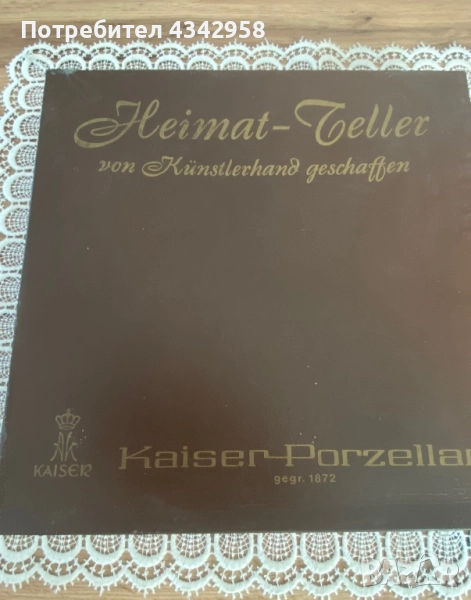 Потребител 4342958
Heimat-Teller
von Künstlerhand geschaffen
KAISER
Kaiser-Porzellan
gegr. 1872